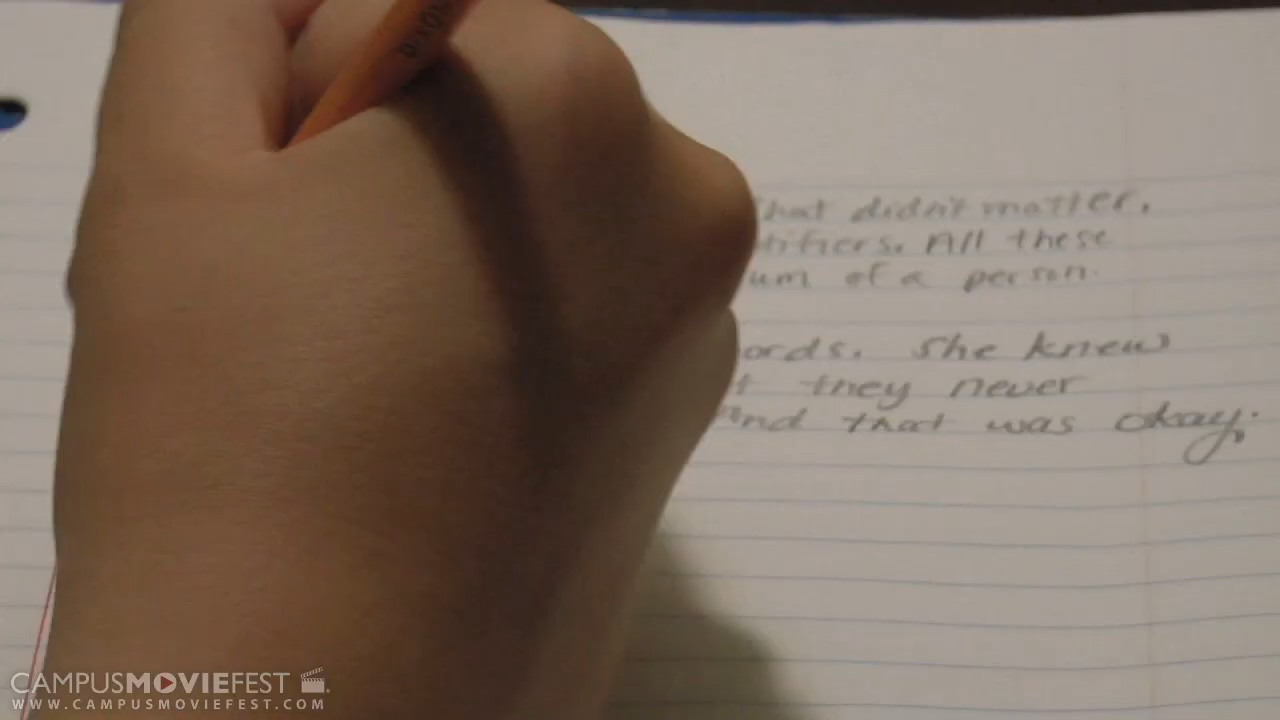 that didn't matter.
tifiers. All these
um of a person.
ords. She knew
t they never
And that was okay.
CAMPUSMOVIEFEST
WWW.CAMPUSMOVIEFEST.COM